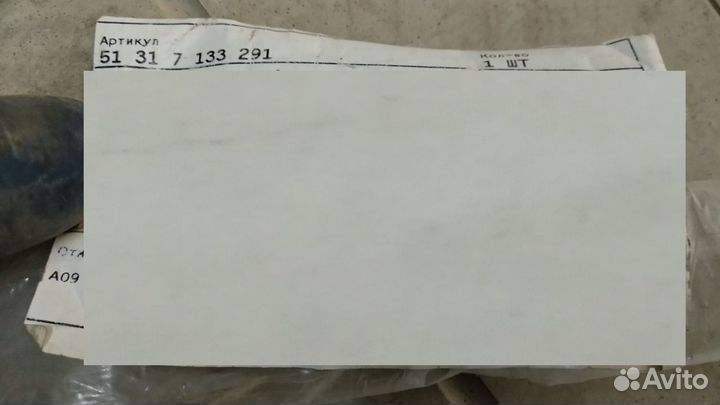 Артикул Кол-во
51 31 7 133 291 1 ШТ
A09
Avito